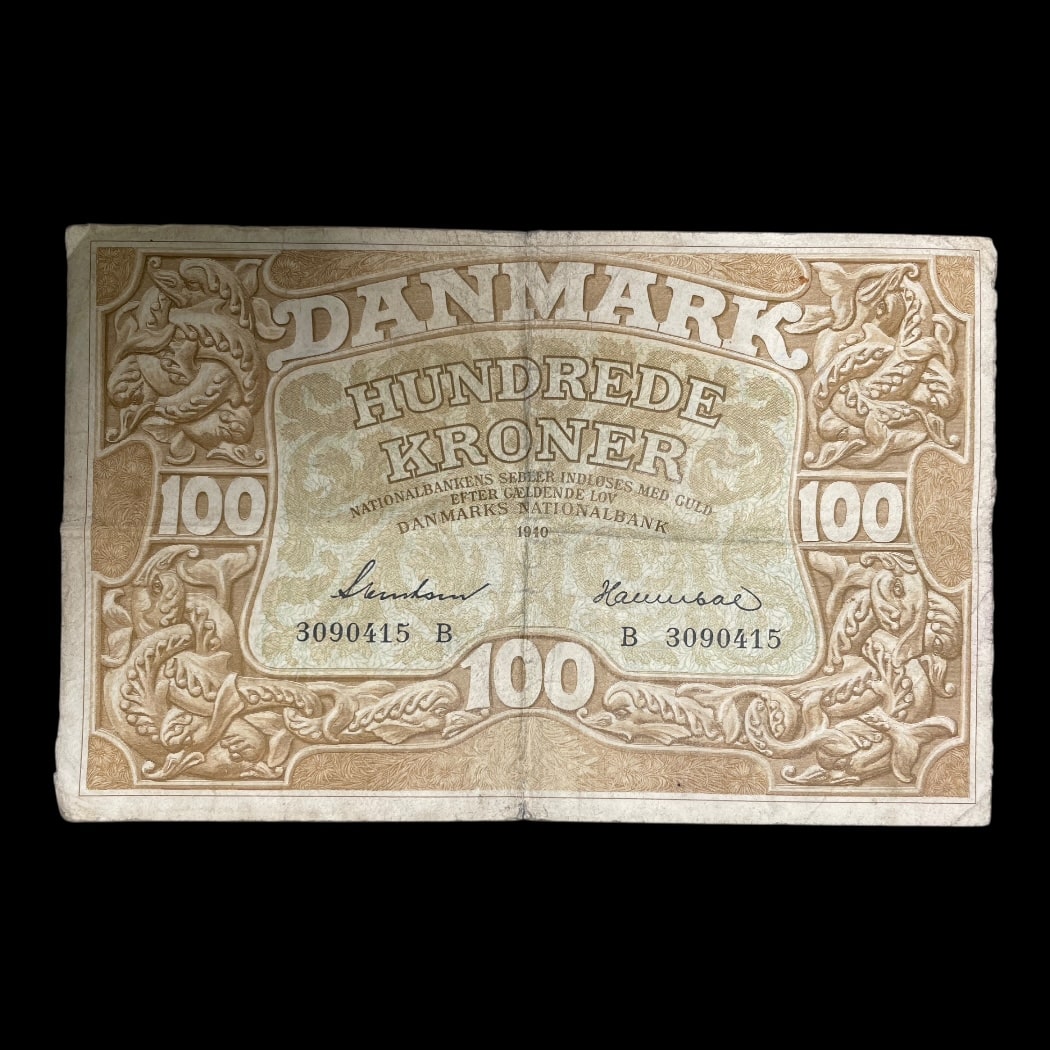 DANMARK
HUNDREDE
KRONER
NATIONALBANKENS SEDLER INDLØSES MED GULD
EFTER GÆLDENDE LOV
DANMARKS NATIONALBANK
1940
100 100
Svendsen
3090415 B B 3090415
100